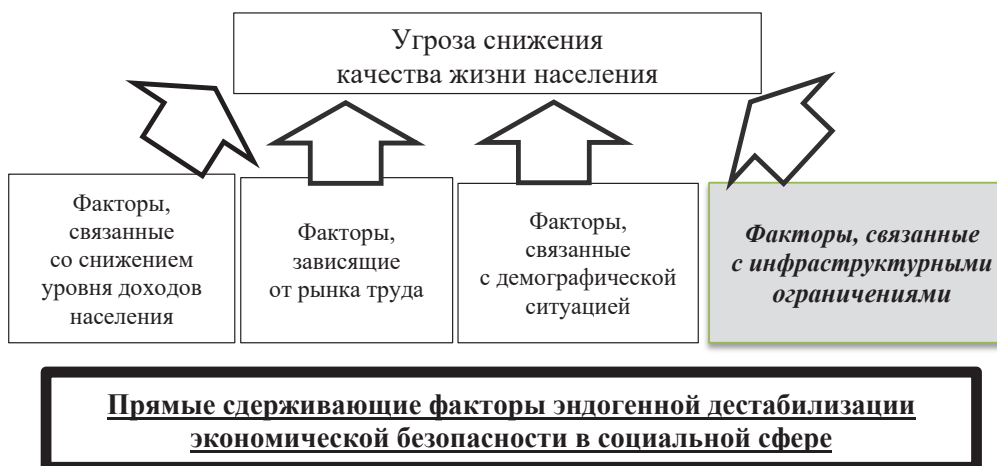 Угроза снижения
качества жизни населения
Факторы,
связанные
со снижением
уровня доходов
населения
Факторы,
зависящие
от рынка труда
Факторы,
связанные
с демографической
ситуацией
Факторы, связанные
с инфраструктурными
ограничениями
Прямые сдерживающие факторы эндогенной дестабилизации
экономической безопасности в социальной сфере